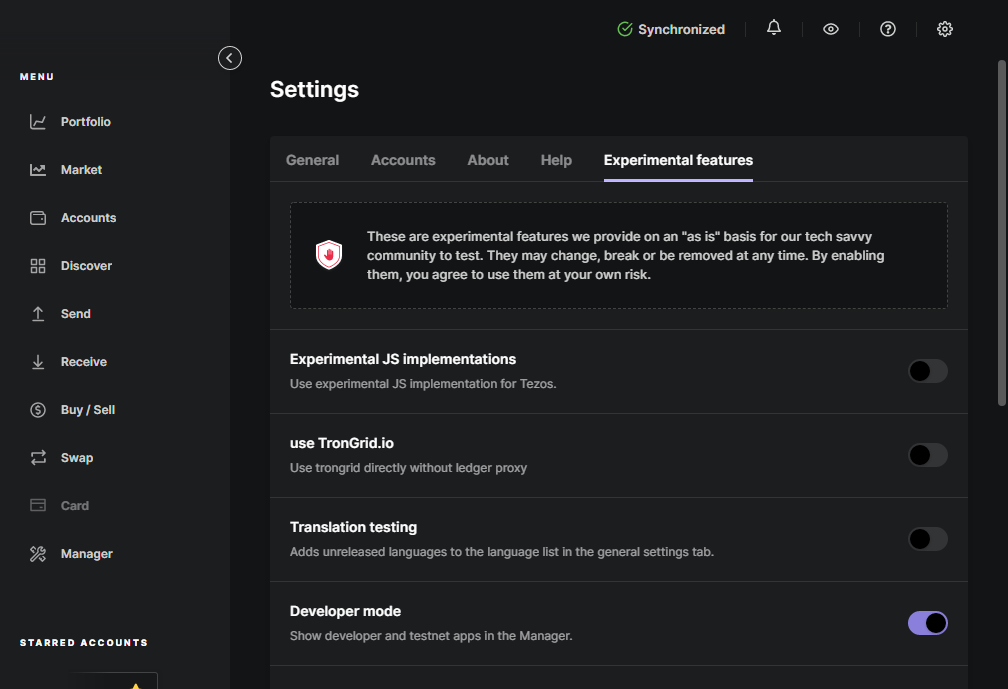 Synchronized
MENU
Portfolio
Market
Accounts
Discover
Send
Receive
Buy / Sell
Swap
Card
Manager
STARRED ACCOUNTS
Settings
General
Accounts
About
Help
Experimental features
These are experimental features we provide on an "as is" basis for our tech savvy
community to test. They may change, break or be removed at any time. By enabling
them, you agree to use them at your own risk.
Experimental JS implementations
Use experimental JS implementation for Tezos.
use TronGrid.io
Use trongrid directly without ledger proxy
Translation testing
Adds unreleased languages to the language list in the general settings tab.
Developer mode
Show developer and testnet apps in the Manager.